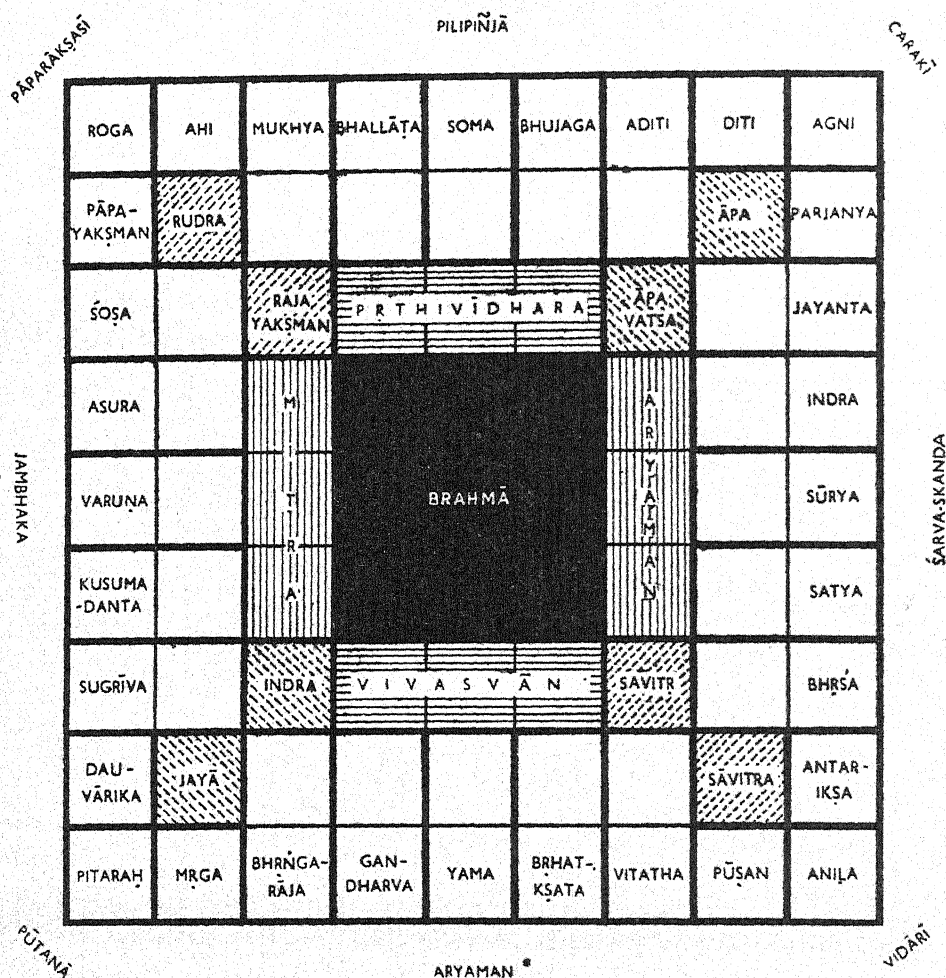 PILIPIÑJĀ
PĀPARĀKṢASĪ
CARAKĪ
ROGA AHI MUKHYA BHALLĀṬA SOMA BHUJAGA ADITI DITI AGNI
PĀPA-
YAKṢMAN RUDRA ĀPA PARJANYA
ŚOṢA RAJA
YAKṢMAN PṚTHIVĪDHARA ĀPA
VATSA JAYANTA
ASURA MITRA BRAHMĀ ARYAMAN INDRA
JAMBHAKA
VARUṆA SŪRYA
ŚARVA-SKANDA
KUSUMA
-DANTA SATYA
SUGRĪVA INDRA VIVASVĀN SĀVITṚ BHṚŚA
DAU-
VĀRIKA JAYĀ SĀVITRA ANTAR-
IKṢA
PITARAḤ MṚGA BHṚṄGA-
RĀJA GAN-
DHARVA YAMA BṚHAT-
KṢATA VITATHA PŪṢAN ANIḶA
PŪTANĀ
ARYAMAN
VIDĀRĪ